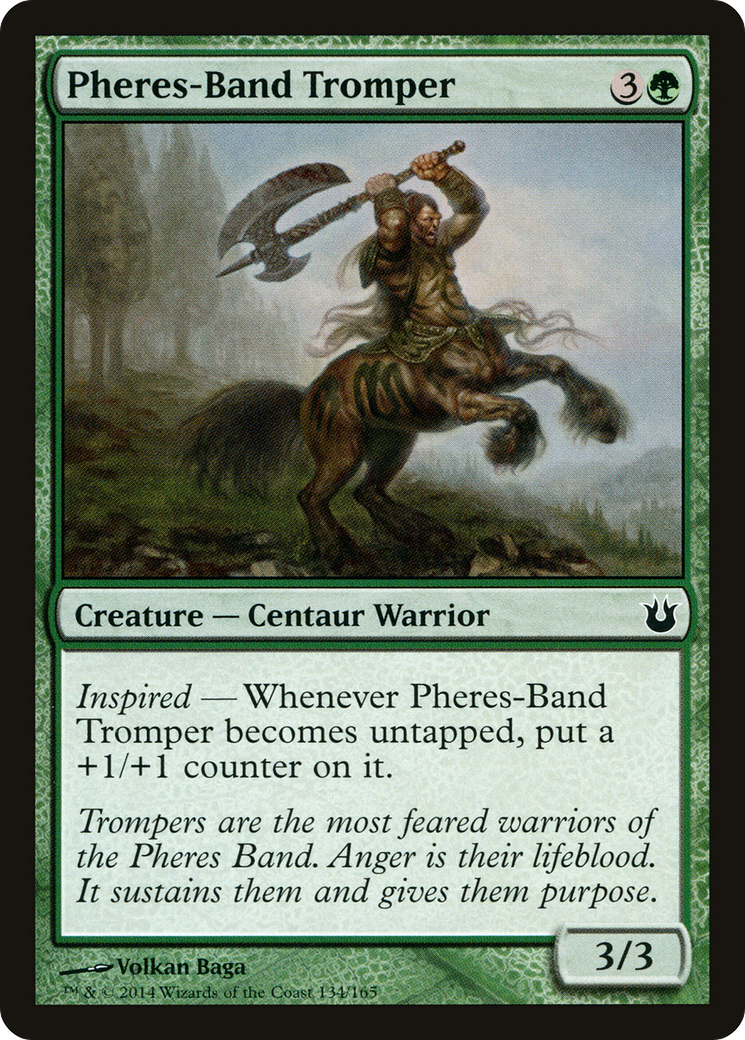 Pheres-Band Tromper 3
Creature — Centaur Warrior
Inspired — Whenever Pheres-Band
Tromper becomes untapped, put a
+1/+1 counter on it.
Trompers are the most feared warriors of
the Pheres Band. Anger is their lifeblood.
It sustains them and gives them purpose.
3/3
Volkan Baga
™ & © 2014 Wizards of the Coast 134/165